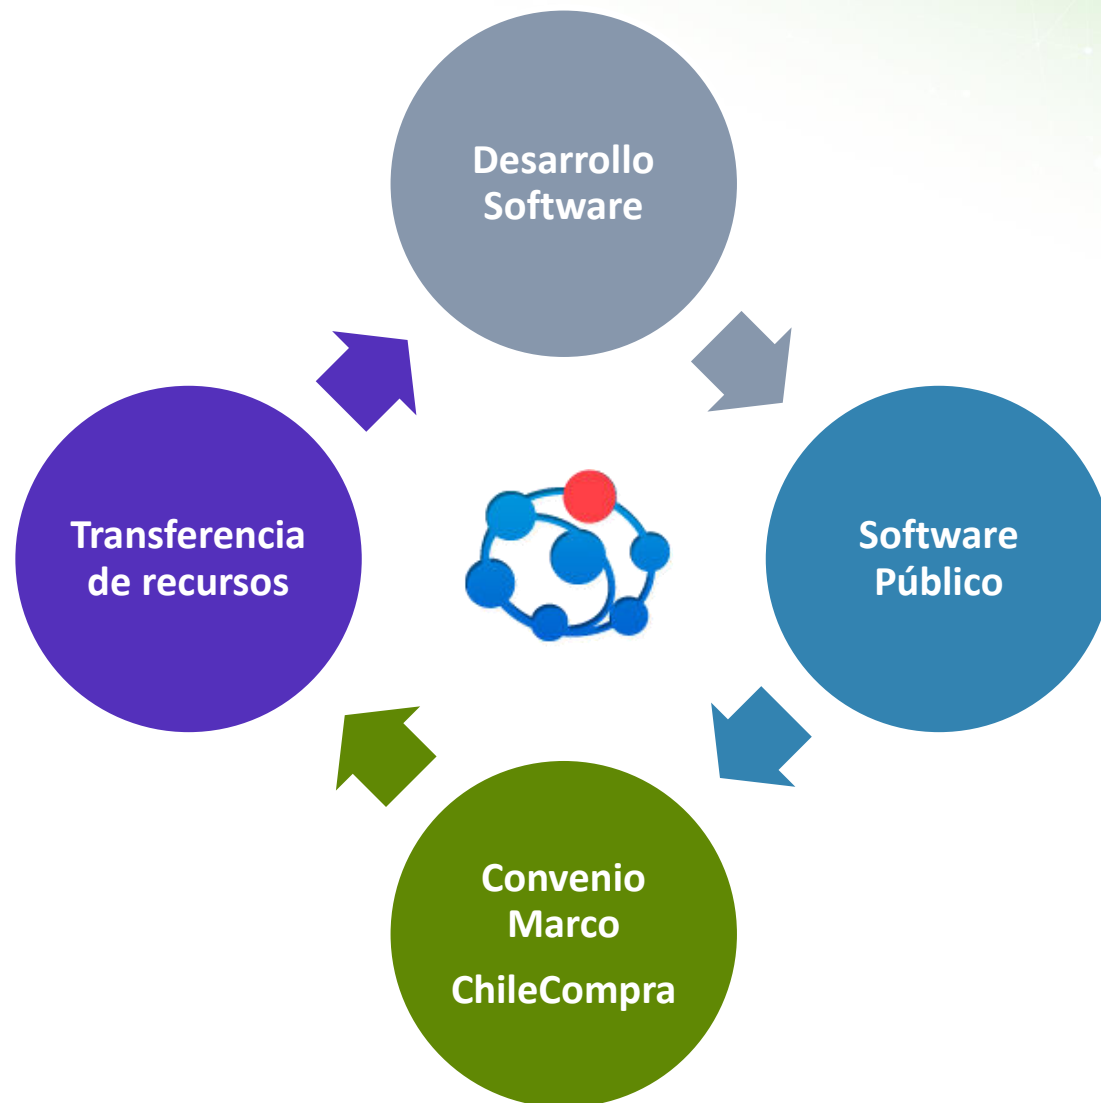 Desarrollo
Software
Software
Público
Convenio
Marco
ChileCompra
Transferencia
de recursos